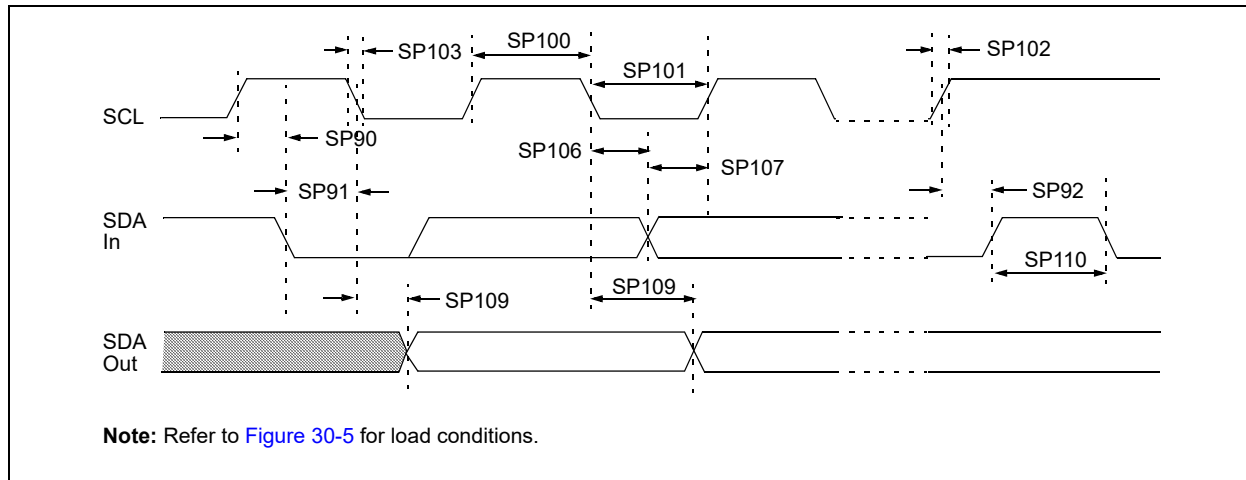 SP103
SP100
SP101
SP102
SCL
SP90
SP106
SP107
SP91
SP92
SDA
In
SP110
SP109
SP109
SDA
Out
Note: Refer to Figure 30-5 for load conditions.